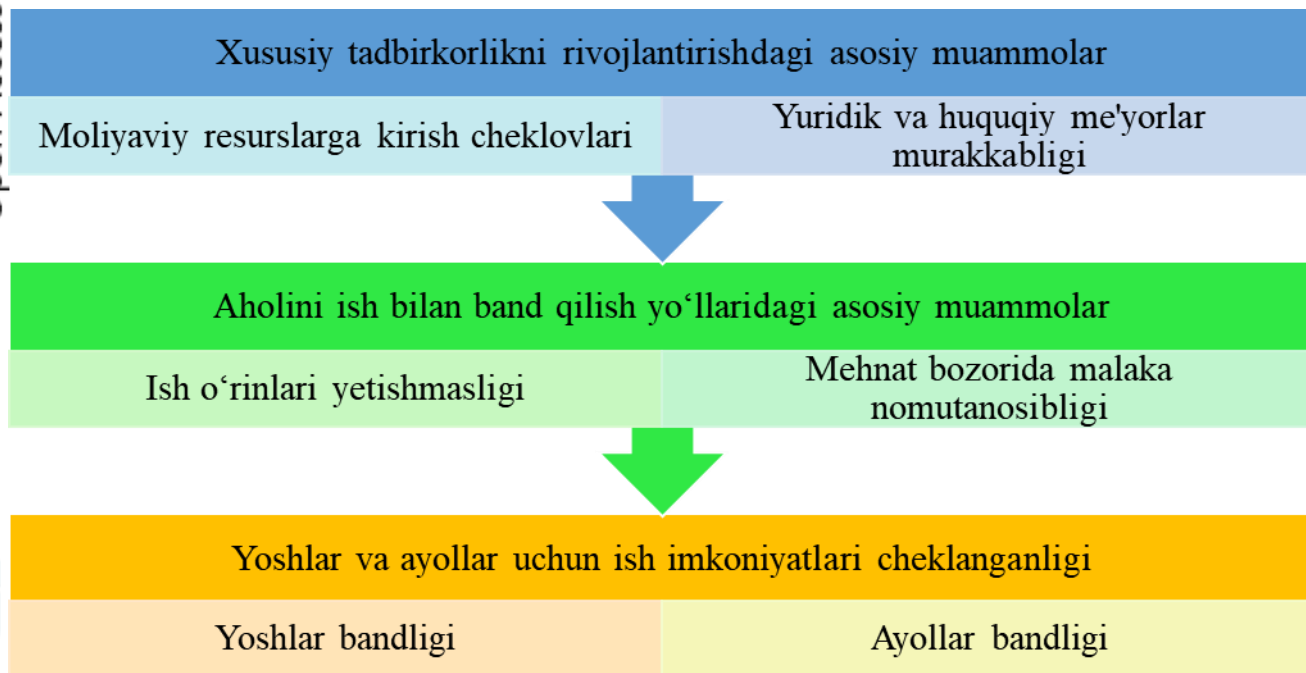 Xususiy tadbirkorlikni rivojlantirishdagi asosiy muammolar
Moliyaviy resurslarga kirish cheklovlari
Yuridik va huquqiy me'yorlar
murakkabligi
Aholini ish bilan band qilish yo‘llaridagi asosiy muammolar
Ish o‘rinlari yetishmasligi
Mehnat bozorida malaka
nomutanosibligi
Yoshlar va ayollar uchun ish imkoniyatlari cheklanganligi
Yoshlar bandligi
Ayollar bandligi